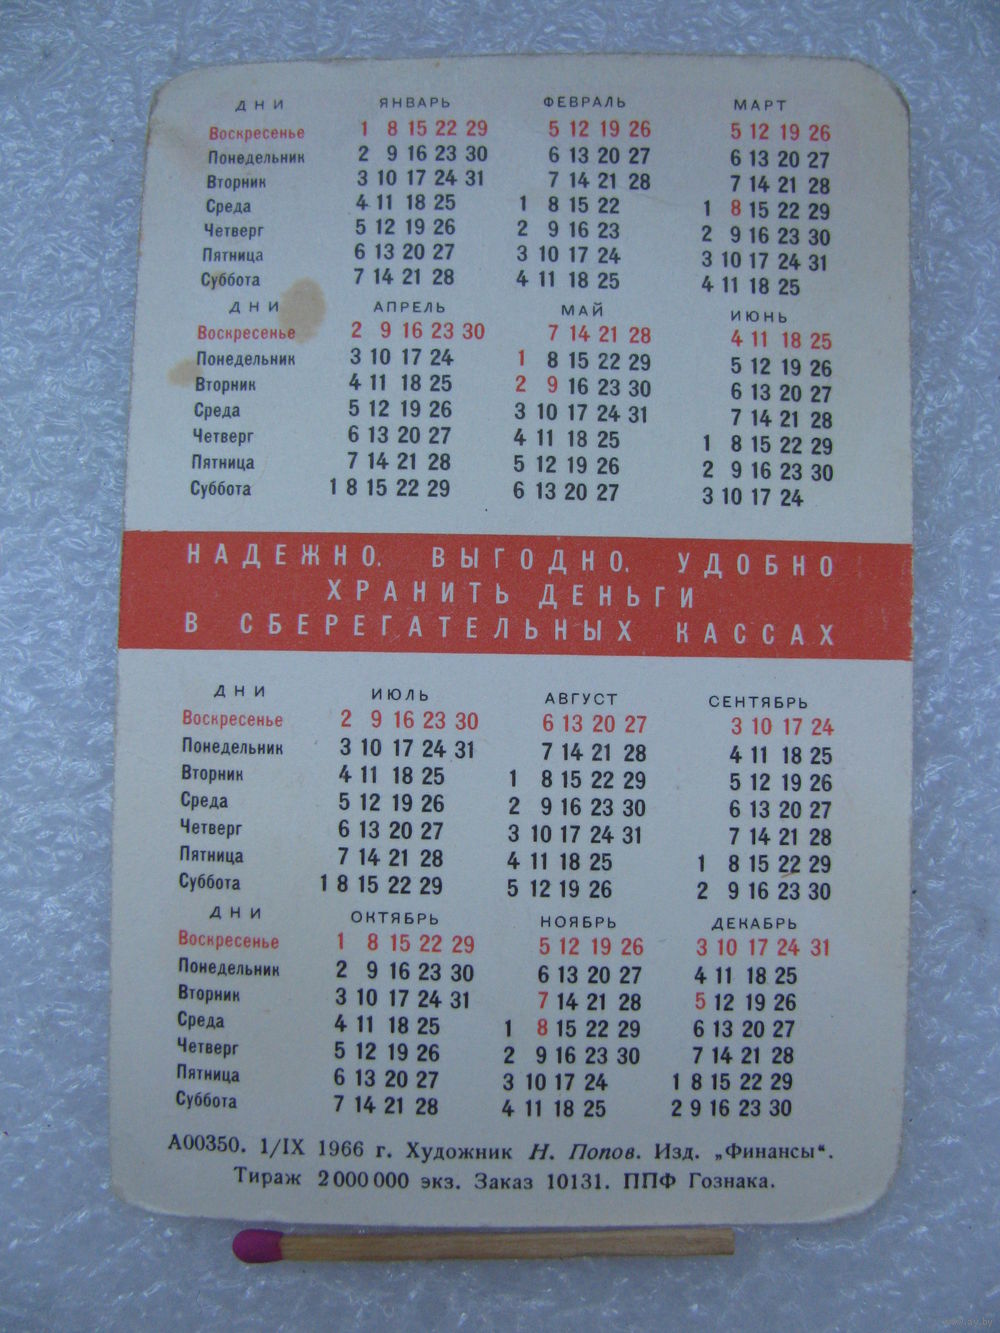 ДНИ ЯНВАРЬ ФЕВРАЛЬ МАРТ
Воскресенье 1 8 15 22 29 5 12 19 26 5 12 19 26
Понедельник 2 9 16 23 30 6 13 20 27 6 13 20 27
Вторник 3 10 17 24 31 7 14 21 28 7 14 21 28
Среда 4 11 18 25 1 8 15 22 1 8 15 22 29
Четверг 5 12 19 26 2 9 16 23 2 9 16 23 30
Пятница 6 13 20 27 3 10 17 24 3 10 17 24 31
Суббота 7 14 21 28 4 11 18 25 4 11 18 25
ДНИ АПРЕЛЬ МАЙ ИЮНЬ
Воскресенье 2 9 16 23 30 7 14 21 28 4 11 18 25
Понедельник 3 10 17 24 1 8 15 22 29 5 12 19 26
Вторник 4 11 18 25 2 9 16 23 30 6 13 20 27
Среда 5 12 19 26 3 10 17 24 31 7 14 21 28
Четверг 6 13 20 27 4 11 18 25 1 8 15 22 29
Пятница 7 14 21 28 5 12 19 26 2 9 16 23 30
Суббота 1 8 15 22 29 6 13 20 27 3 10 17 24
НАДЕЖНО, ВЫГОДНО, УДОБНО
ХРАНИТЬ ДЕНЬГИ
В СБЕРЕГАТЕЛЬНЫХ КАССАХ
ДНИ ИЮЛЬ АВГУСТ СЕНТЯБРЬ
Воскресенье 2 9 16 23 30 6 13 20 27 3 10 17 24
Понедельник 3 10 17 24 31 7 14 21 28 4 11 18 25
Вторник 4 11 18 25 1 8 15 22 29 5 12 19 26
Среда 5 12 19 26 2 9 16 23 30 6 13 20 27
Четверг 6 13 20 27 3 10 17 24 31 7 14 21 28
Пятница 7 14 21 28 4 11 18 25 1 8 15 22 29
Суббота 1 8 15 22 29 5 12 19 26 2 9 16 23 30
ДНИ ОКТЯБРЬ НОЯБРЬ ДЕКАБРЬ
Воскресенье 1 8 15 22 29 5 12 19 26 3 10 17 24 31
Понедельник 2 9 16 23 30 6 13 20 27 4 11 18 25
Вторник 3 10 17 24 31 7 14 21 28 5 12 19 26
Среда 4 11 18 25 1 8 15 22 29 6 13 20 27
Четверг 5 12 19 26 2 9 16 23 30 7 14 21 28
Пятница 6 13 20 27 3 10 17 24 1 8 15 22 29
Суббота 7 14 21 28 4 11 18 25 2 9 16 23 30
А00350. 1/IX 1966 г. Художник Н. Попов. Изд. „Финансы“.
Тираж 2 000 000 экз. Заказ 10131. ППФ Гознака.
www.ay.by